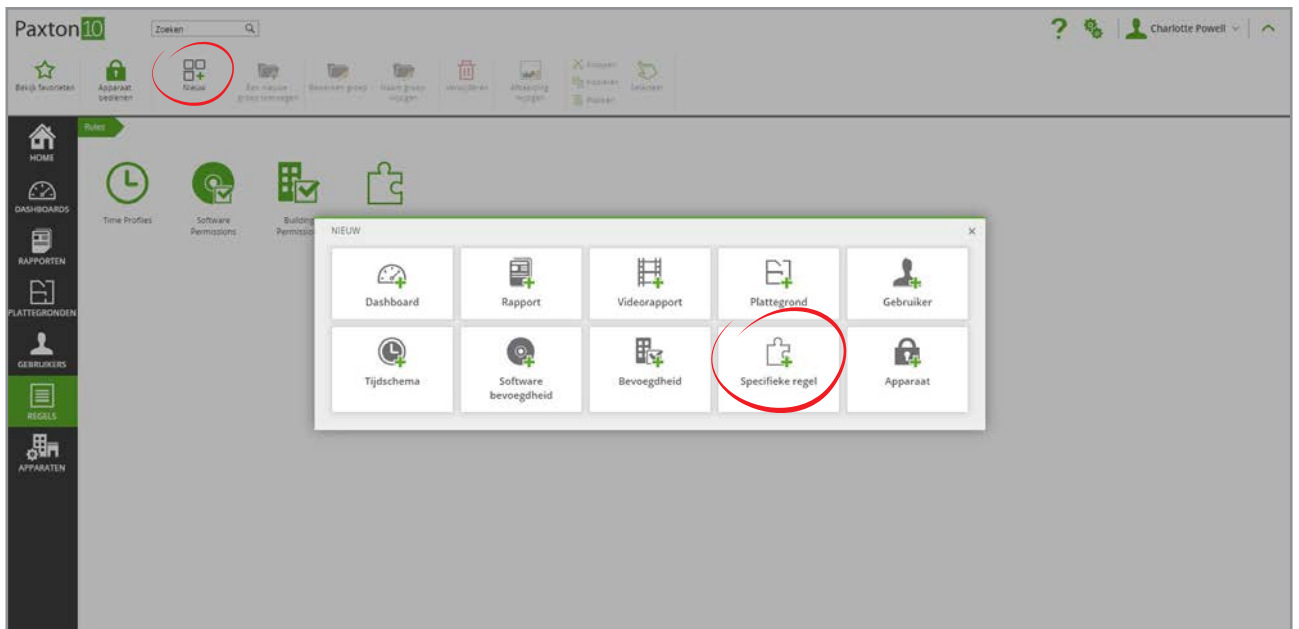 Paxton10
Zoeken
Charlotte Powell
Bekijk favorieten
Apparaat bedienen
Nieuw
Een nieuwe groep toevoegen
Bewerken groep
Naam groep wijzigen
Verwijderen
Afbeelding wijzigen
Knippen
Kopiëren
Plakken
Selecteer
Rules
HOME
DASHBOARDS
RAPPORTEN
PLATTEGRONDEN
GEBRUIKERS
REGELS
APPARATEN
Time Profiles
Software Permissions
Building
NIEUW
Dashboard
Rapport
Videorapport
Plattegrond
Gebruiker
Tijdschema
Software bevoegdheid
Bevoegdheid
Specifieke regel
Apparaat